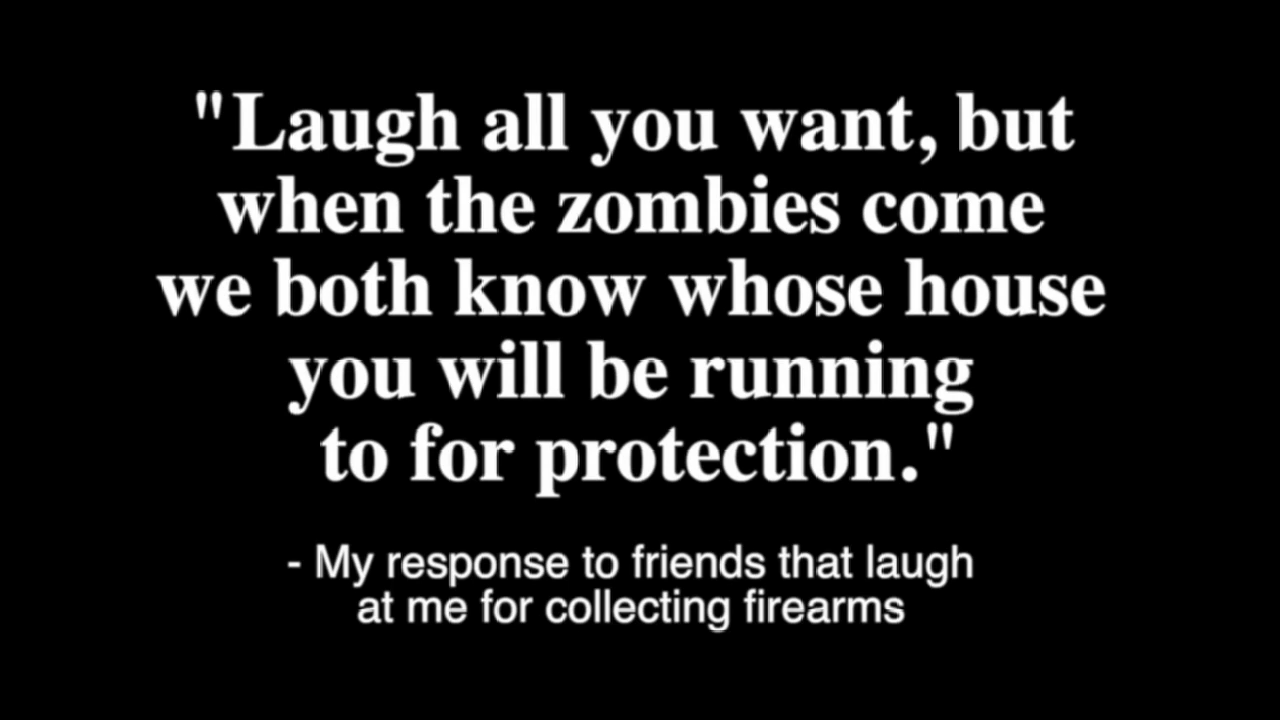 "Laugh all you want, but
when the zombies come
we both know whose house
you will be running
to for protection."
- My response to friends that laugh
at me for collecting firearms